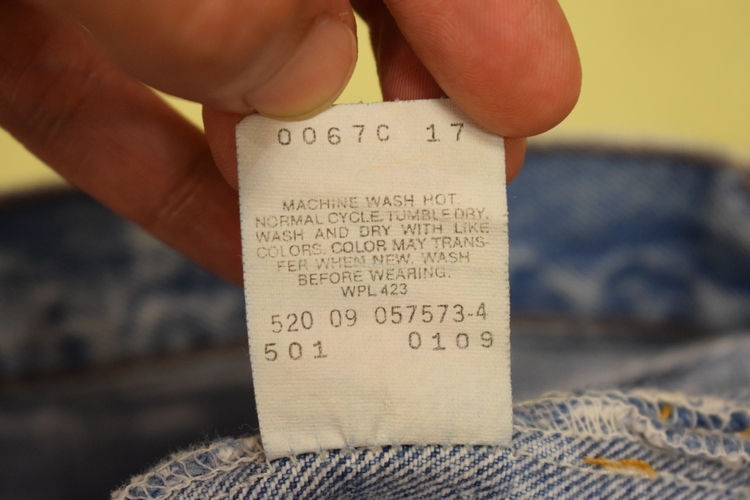 0067C 17
MACHINE WASH HOT.
NORMAL CYCLE. TUMBLE DRY.
WASH AND DRY WITH LIKE
COLORS. COLOR MAY TRANS-
FER WHEN NEW. WASH
BEFORE WEARING.
WPL 423
520 09 057573-4
501 0109